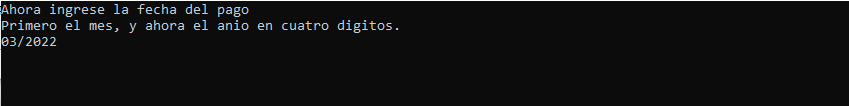 Ahora ingrese la fecha del pago
Primero el mes, y ahora el anio en cuatro digitos.
03/2022